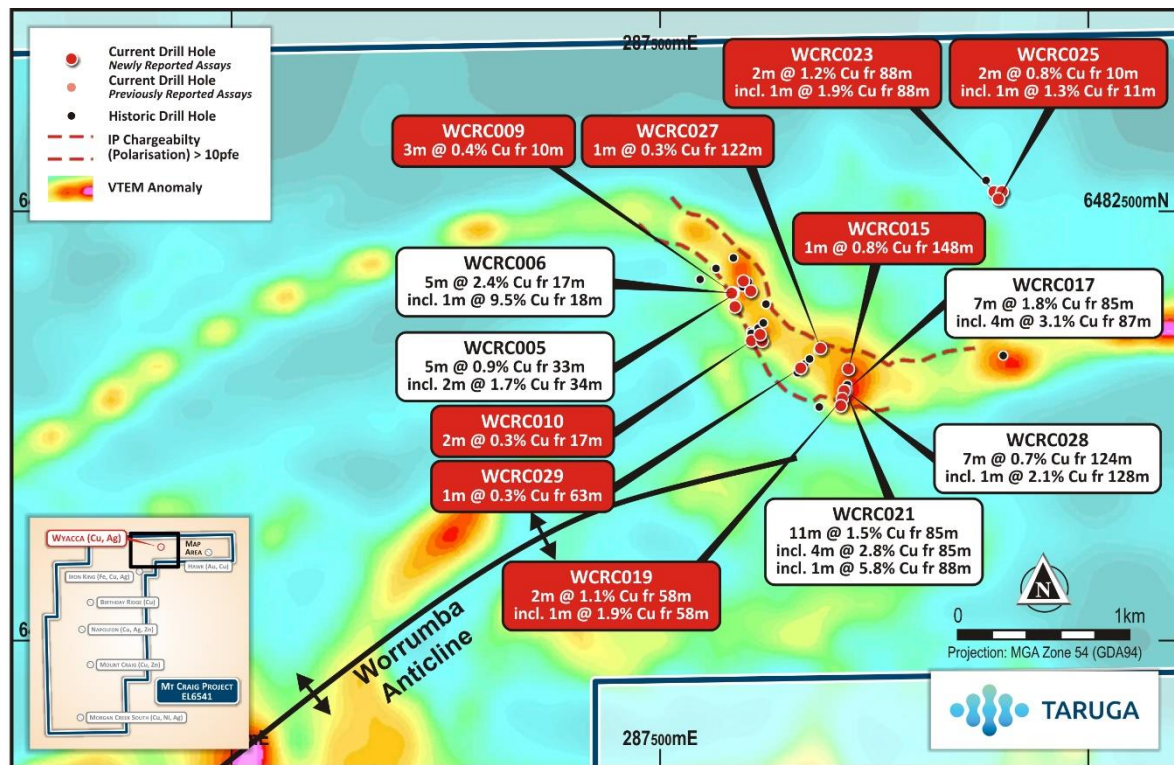 Current Drill Hole
Newly Reported Assays
Current Drill Hole
Previously Reported Assays
Historic Drill Hole
IP Chargeabilty
(Polarisation) > 10pfe
VTEM Anomaly
287500mE
WCRC023
2m @ 1.2% Cu fr 88m
incl. 1m @ 1.9% Cu fr 88m
WCRC025
2m @ 0.8% Cu fr 10m
incl. 1m @ 1.3% Cu fr 11m
WCRC009
3m @ 0.4% Cu fr 10m
WCRC027
1m @ 0.3% Cu fr 122m
64
6482500mN
WCRC015
1m @ 0.8% Cu fr 148m
WCRC006
5m @ 2.4% Cu fr 17m
incl. 1m @ 9.5% Cu fr 18m
WCRC017
7m @ 1.8% Cu fr 85m
incl. 4m @ 3.1% Cu fr 87m
WCRC005
5m @ 0.9% Cu fr 33m
incl. 2m @ 1.7% Cu fr 34m
WCRC010
2m @ 0.3% Cu fr 17m
WCRC029
1m @ 0.3% Cu fr 63m
WCRC028
7m @ 0.7% Cu fr 124m
incl. 1m @ 2.1% Cu fr 128m
WCRC021
11m @ 1.5% Cu fr 85m
incl. 4m @ 2.8% Cu fr 85m
incl. 1m @ 5.8% Cu fr 88m
WCRC019
2m @ 1.1% Cu fr 58m
incl. 1m @ 1.9% Cu fr 58m
Worrumba
Anticline
Wyacca (Cu, Ag)
Map
Area
Hawk (Au, Cu)
Iron King (Fe, Cu, Ag)
Birthday Ridge (Cu)
Napoleon (Cu, Ag, Zn)
Mount Craig (Cu, Zn)
Mt Craig Project
EL6541
Morgan Creek South (Cu, Ni, Ag)
64
mE
N
0 1km
Projection: MGA Zone 54 (GDA94)
TARUGA
287500mE